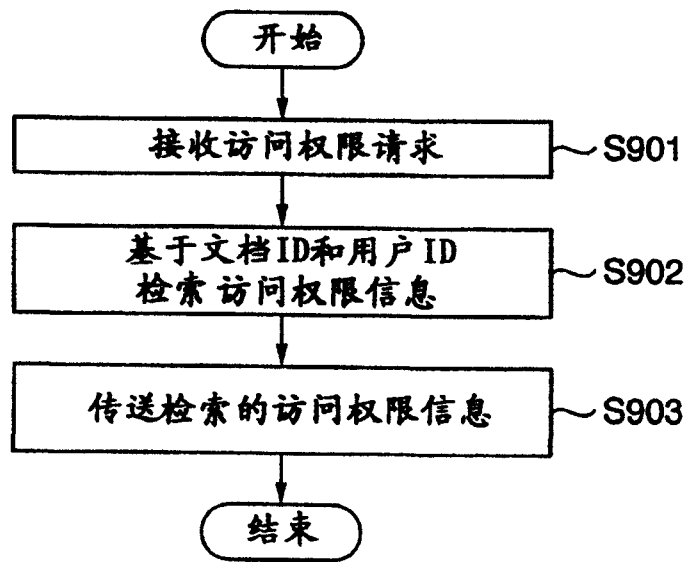 开始
接收访问权限请求
S901
基于文档ID和用户ID
检索访问权限信息
S902
传送检索的访问权限信息
S903
结束